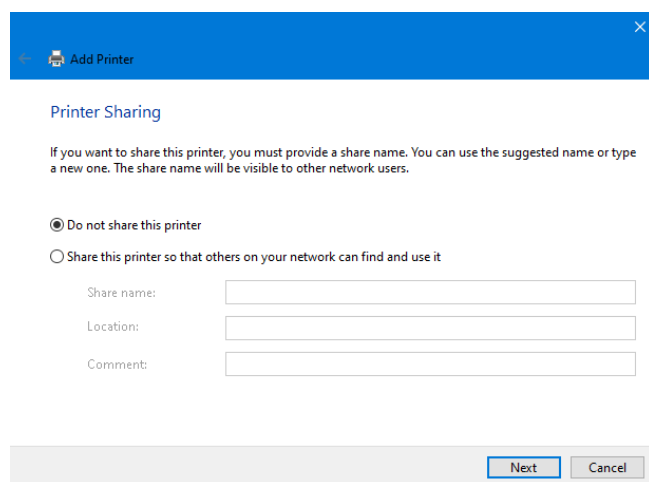 Add Printer
Printer Sharing
If you want to share this printer, you must provide a share name. You can use the suggested name or type
a new one. The share name will be visible to other network users.
Do not share this printer
Share this printer so that others on your network can find and use it
Share name:
Location:
Comment:
Next Cancel